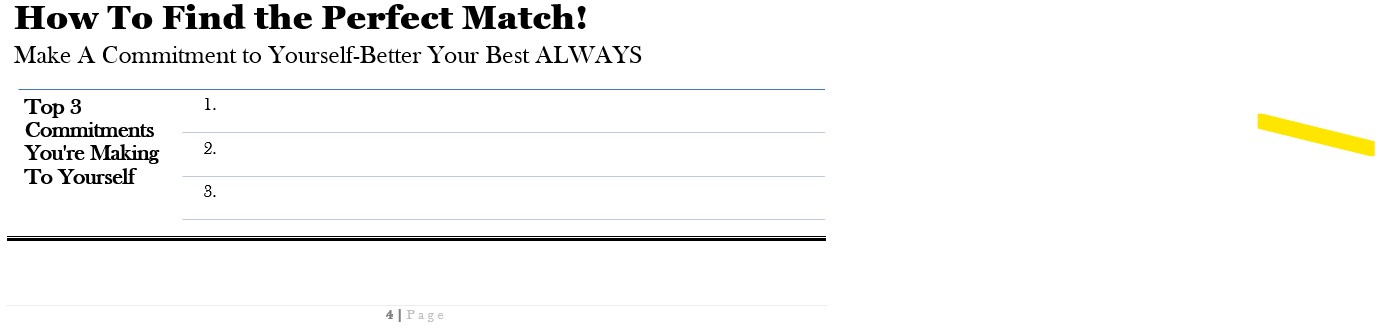 How To Find the Perfect Match!
Make A Commitment to Yourself-Better Your Best ALWAYS
Top 3
Commitments
You're Making
To Yourself
1.
2.
3.
4 | Page